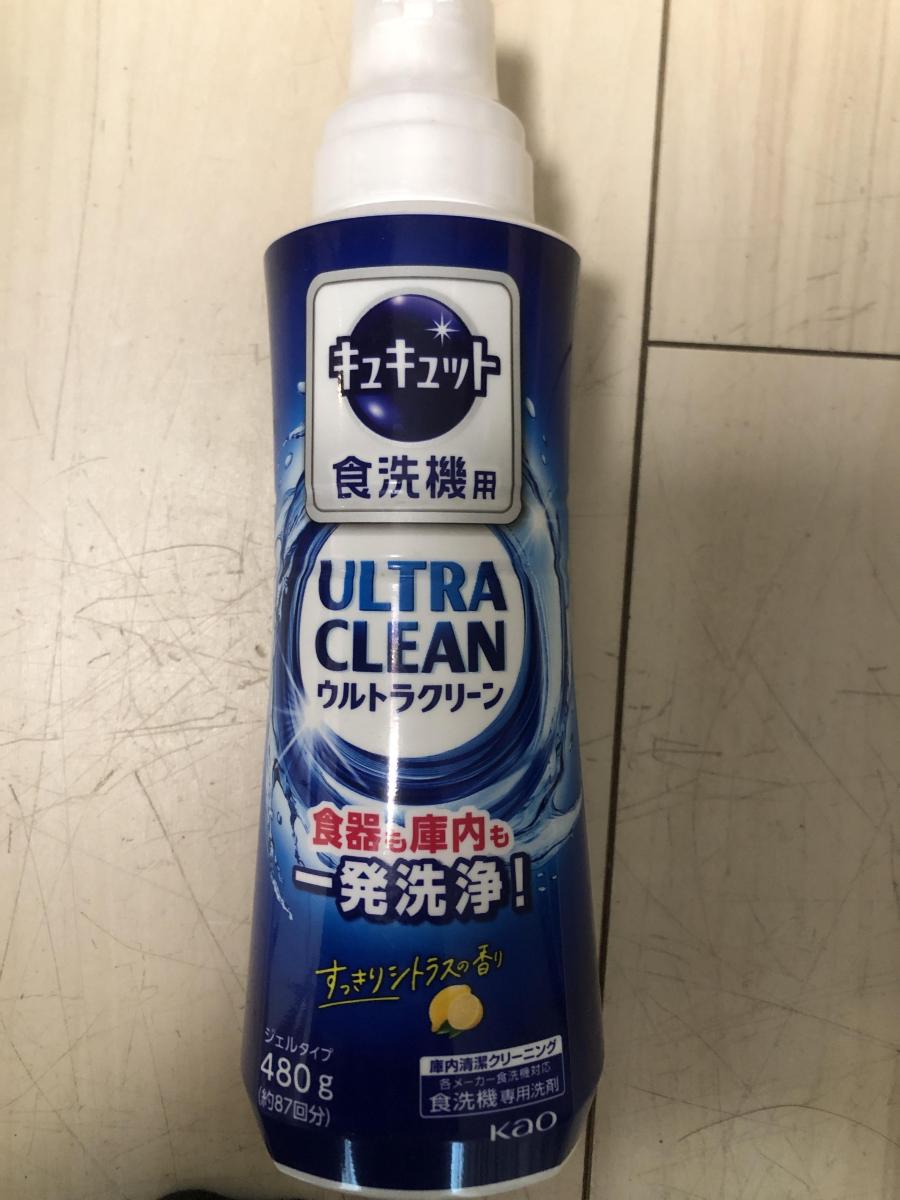 キュキュット
食洗機用
ULTRA
CLEAN
ウルトラクリーン
食器も庫内も
一発洗浄!
すっきりシトラスの香り
ジェルタイプ
480g
(約87回分)
庫内清潔クリーニング
各メーカー食洗機対応
食洗機専用洗剤
Kao